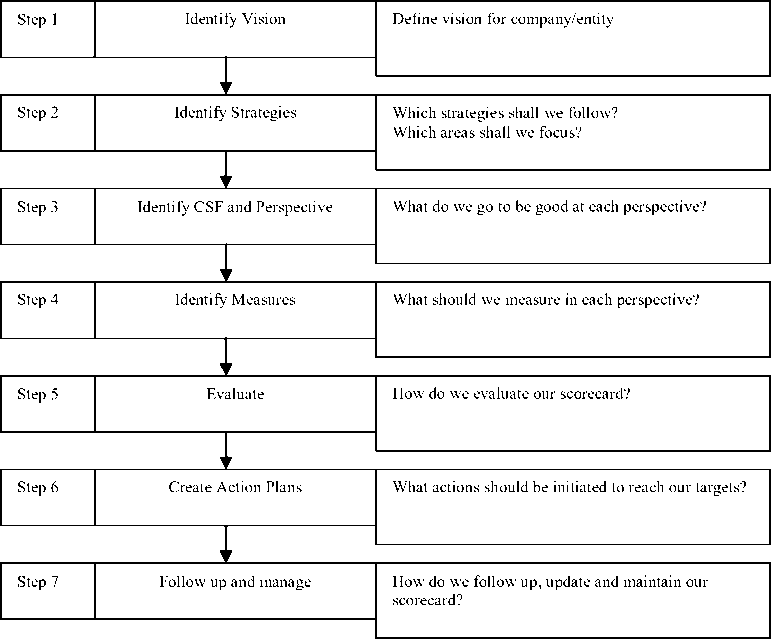 Step 1
Identify Vision
Define vision for company/entity
Step 2
Identify Strategies
Which strategies shall we follow?
Which areas shall we focus?
Step 3
Identify CSF and Perspective
What do we go to be good at each perspective?
Step 4
Identify Measures
What should we measure in each perspective?
Step 5
Evaluate
How do we evaluate our scorecard?
Step 6
Create Action Plans
What actions should be initiated to reach our targets?
Step 7
Follow up and manage
How do we follow up, update and maintain our
scorecard?